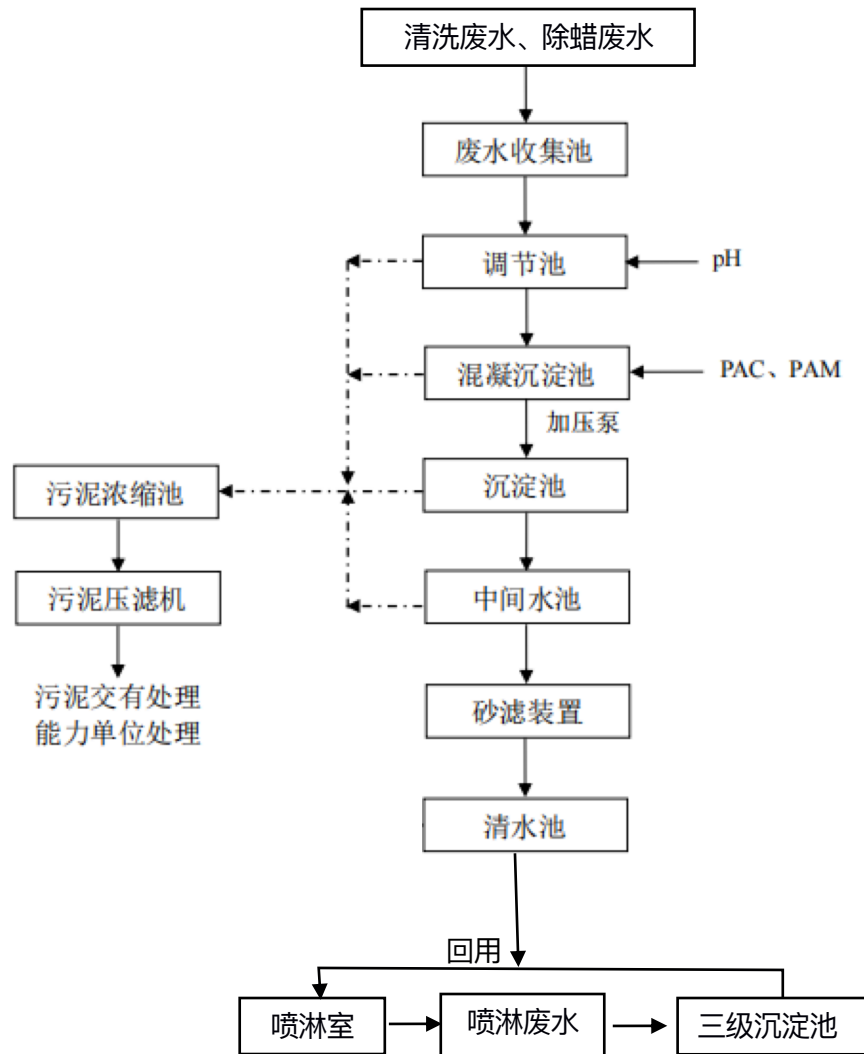 清洗废水、除蜡废水
废水收集池
调节池
pH
混凝沉淀池
PAC、PAM
加压泵
污泥浓缩池
沉淀池
污泥压滤机
中间水池
污泥交有处理
能力单位处理
砂滤装置
清水池
回用
喷淋室
喷淋废水
三级沉淀池